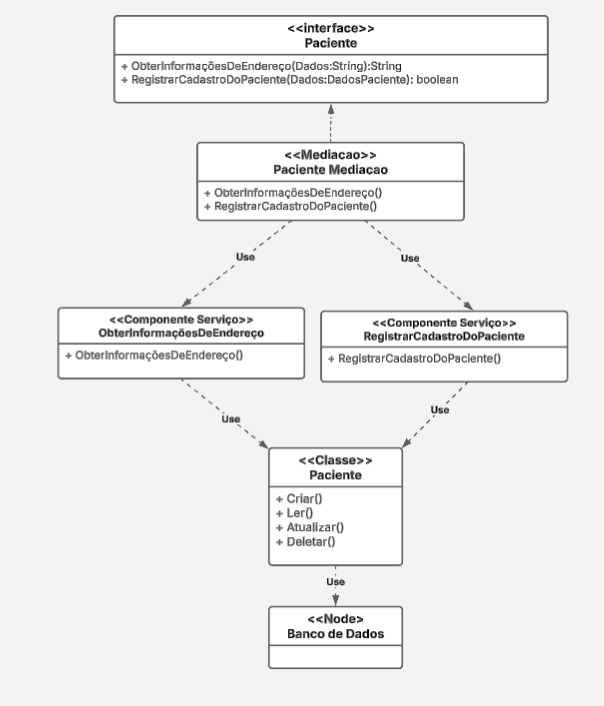 <<interface>>
Paciente
+ ObterInformaçõesDeEndereço(Dados:String):String
+ RegistrarCadastroDoPaciente(Dados:DadosPaciente): boolean
<<Mediacao>>
Paciente Mediacao
+ ObterInformaçõesDeEndereço()
+ RegistrarCadastroDoPaciente()
Use
Use
<<Componente Serviço>>
ObterInformaçõesDeEndereço
+ ObterInformaçõesDeEndereço()
<<Componente Serviço>>
RegistrarCadastroDoPaciente
+ RegistrarCadastroDoPaciente()
Use
Use
<<Classe>>
Paciente
+ Criar()
+ Ler()
+ Atualizar()
+ Deletar()
Use
<<Node>>
Banco de Dados